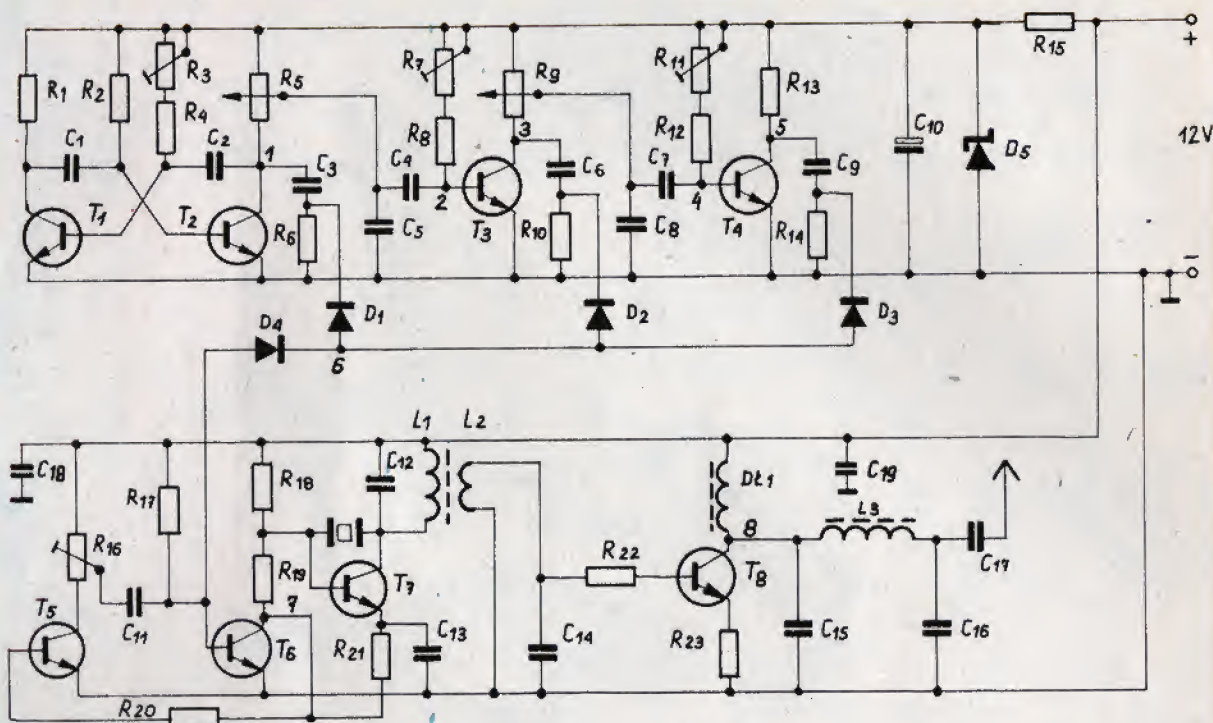 R15
+
R1
R2
R3
R4
R5
R7
R9
R11
R13
C1
C2
1
C3
R8
C4
2
3
C6
R12
C7
4
5
C9
C10
D5
12V
T1
T2
R6
C5
T3
R10
C8
T4
R14
-
D4
D1
D2
D3
6
L1
L2
C18
R17
R18
C12
Dł1
C19
8
L3
R16
R19
T7
R22
T8
C17
T5
C11
7
T6
R21
C13
C14
R23
C15
C16
R20